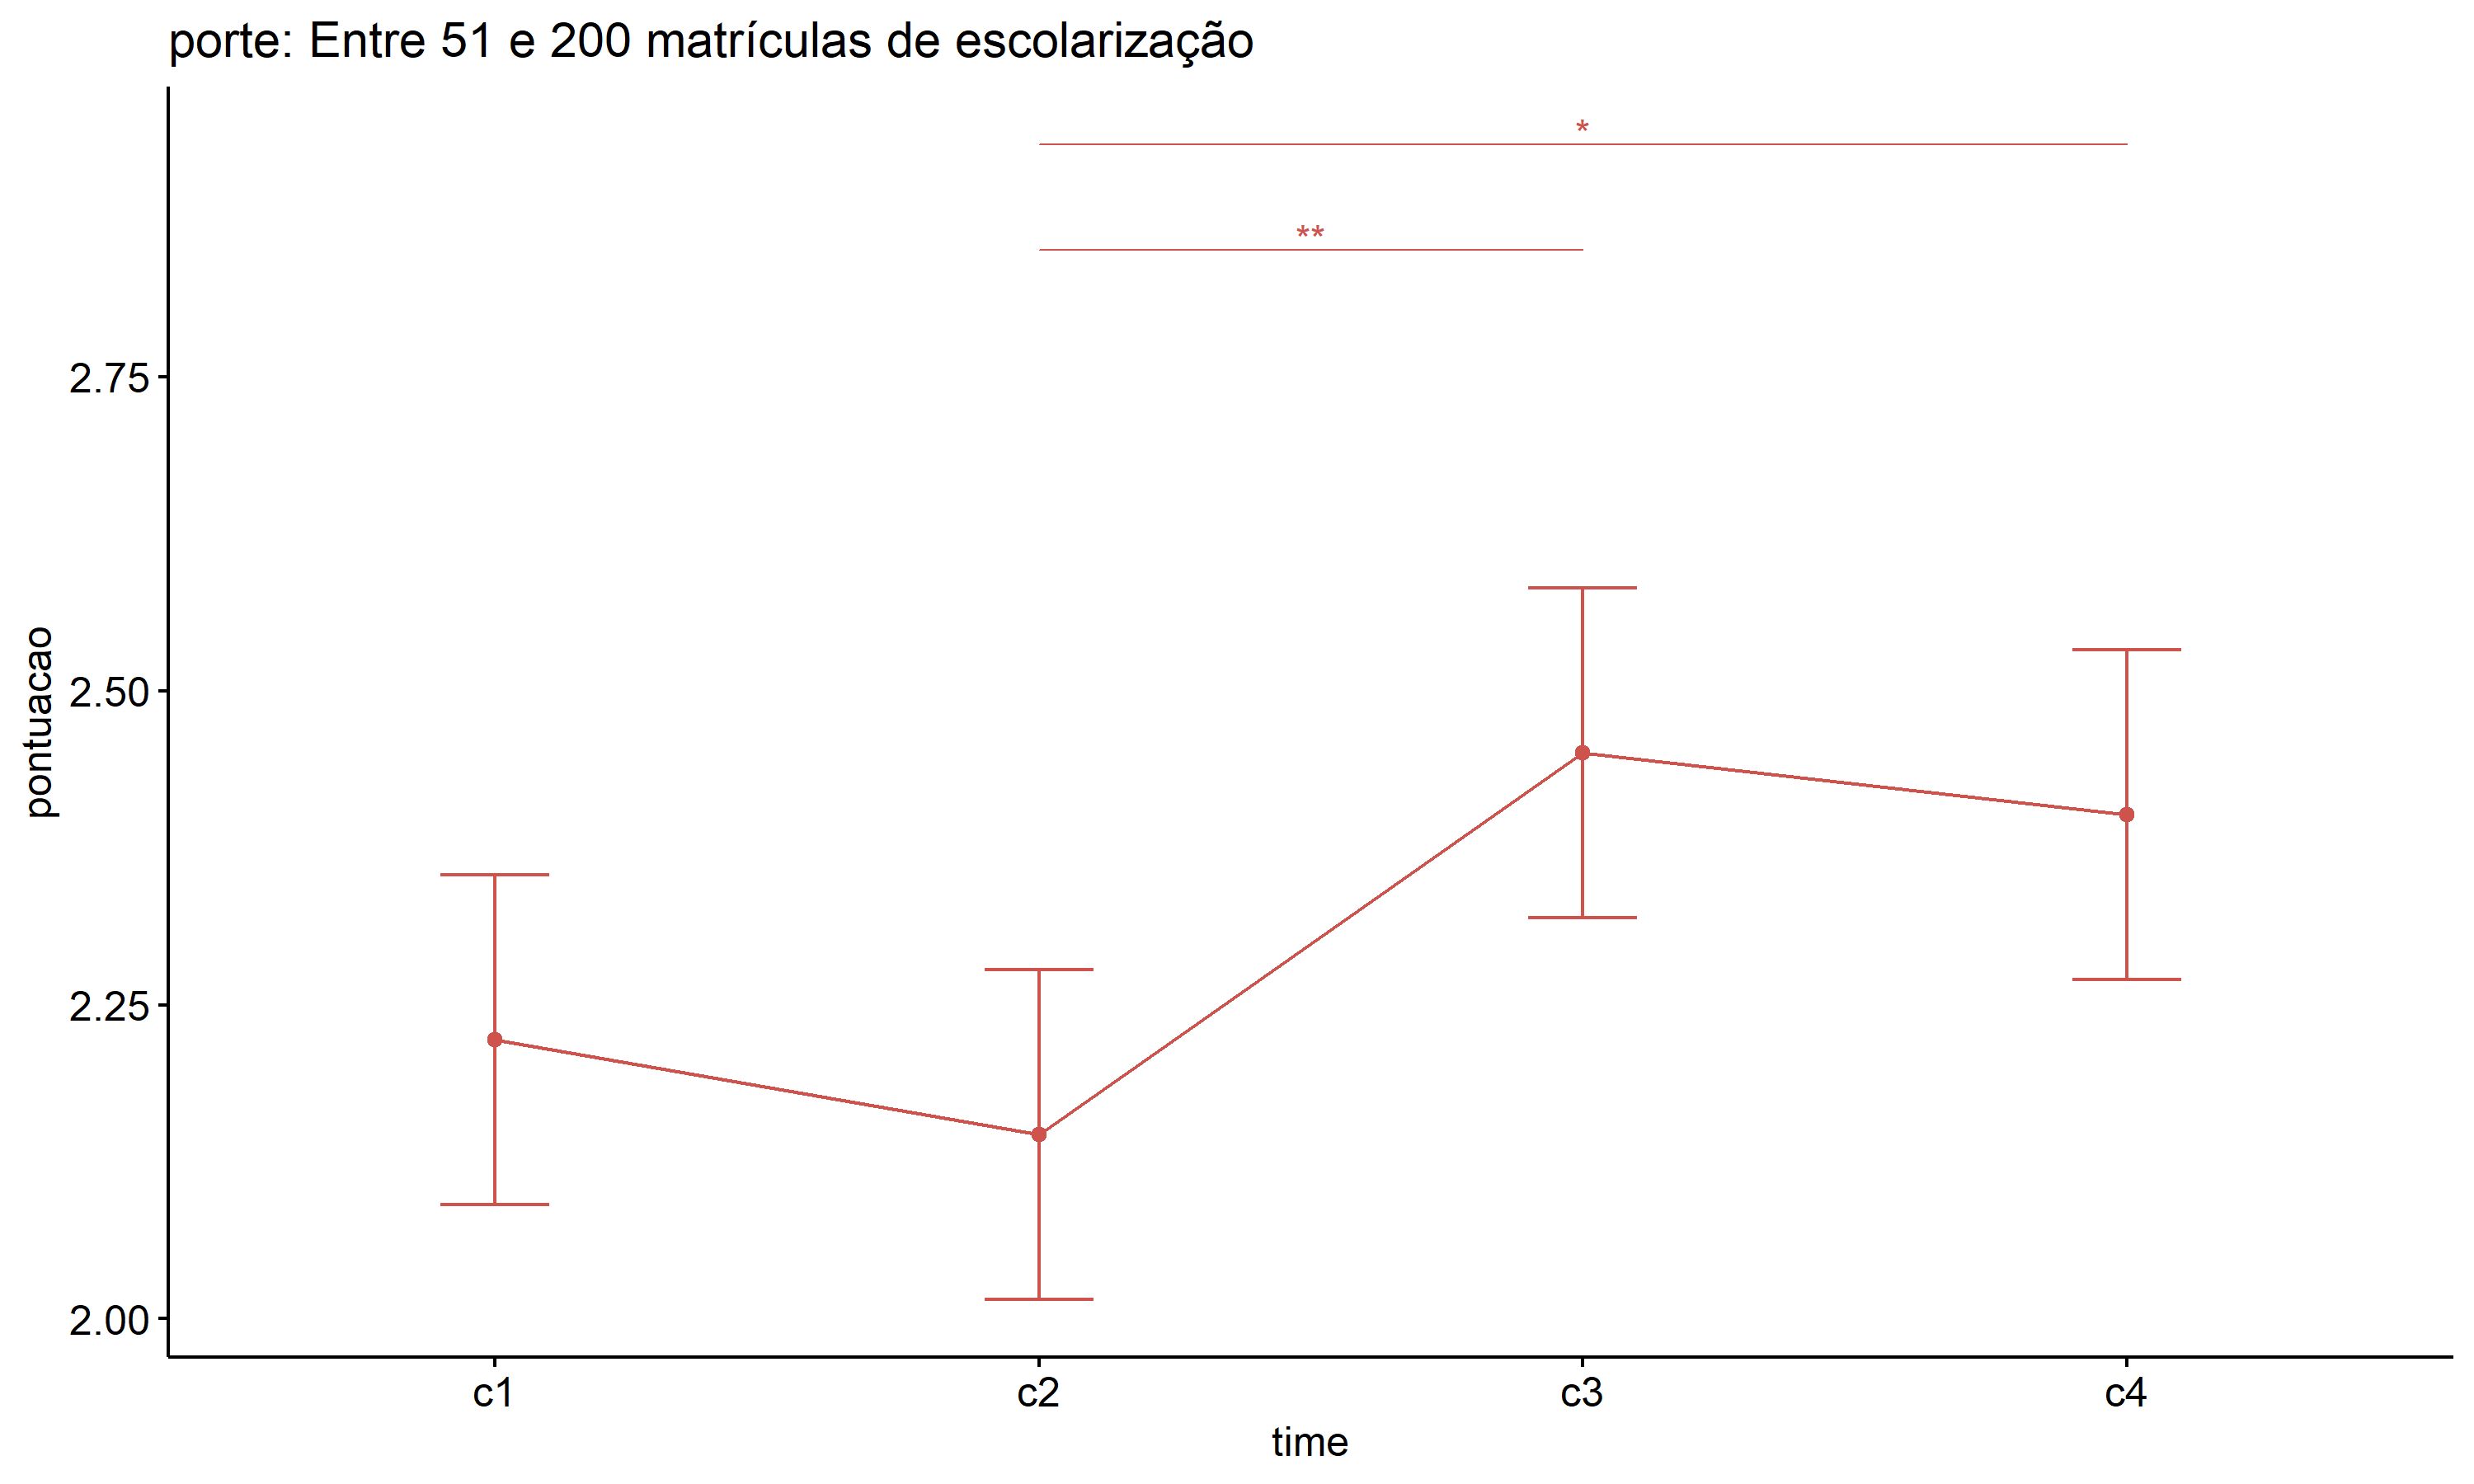 porte: Entre 51 e 200 matrículas de escolarização
*
**
2.75
2.50
2.25
2.00
pontuacao
c1 c2 c3 c4
time